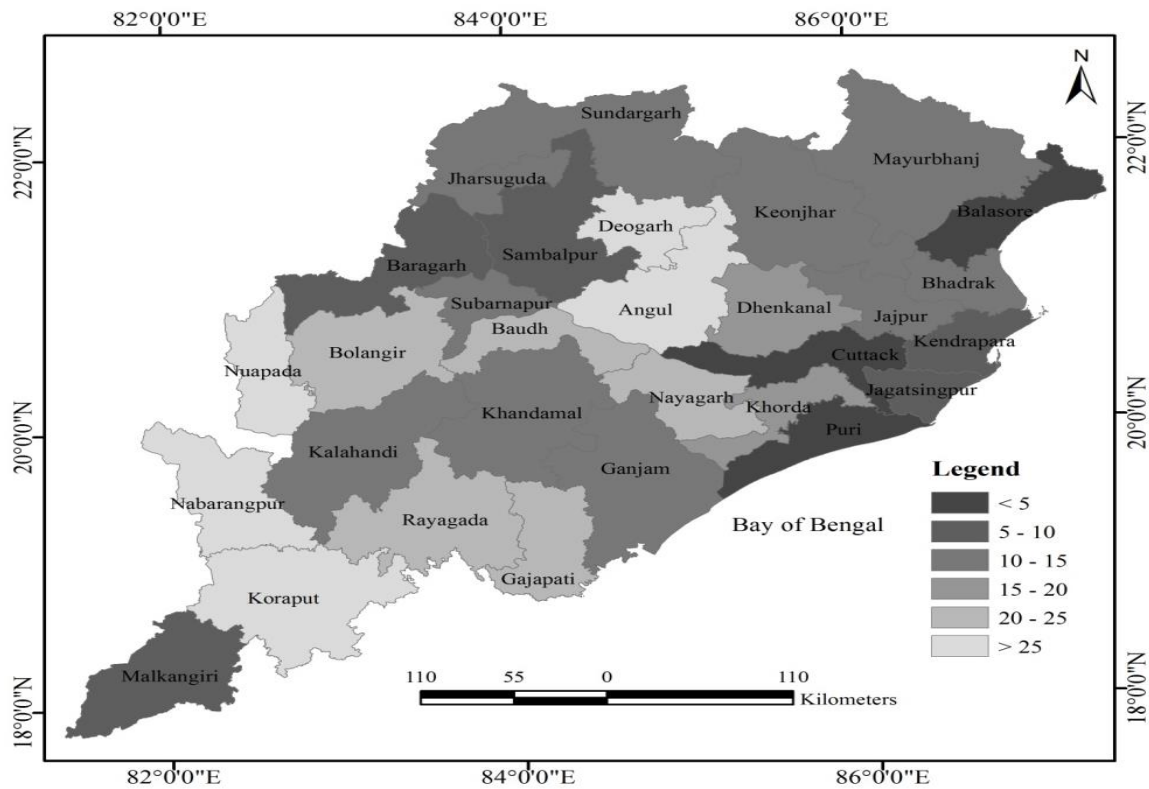 82°0'0"E 84°0'0"E 86°0'0"E
N
22°0'0"N
22°0'0"N
Sundargarh
Mayurbhanj
Jharsuguda
Keonjhar
Balasore
Deogarh
Sambalpur
Baragarh
Bhadrak
Subarnapur
Angul
Dhenkanal
Jajpur
Baudh
Kendrapara
Bolangir
Cuttack
Nuapada
Jagatsingpur
Nayagarh
Khorda
Khandamal
Puri
20°0'0"N
20°0'0"N
Kalahandi
Ganjam
Nabarangpur
Rayagada
Bay of Bengal
Gajapati
Koraput
Malkangiri
Legend
< 5
5 - 10
10 - 15
15 - 20
20 - 25
> 25
110 55 0 110
Kilometers
18°0'0"N
18°0'0"N
82°0'0"E 84°0'0"E 86°0'0"E